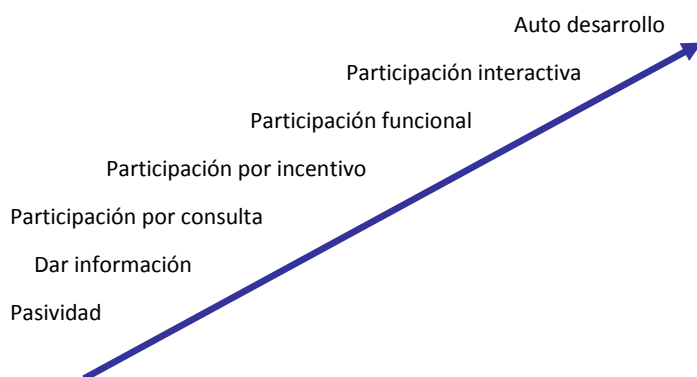 Auto desarrollo
Participación interactiva
Participación funcional
Participación por incentivo
Participación por consulta
Dar información
Pasividad